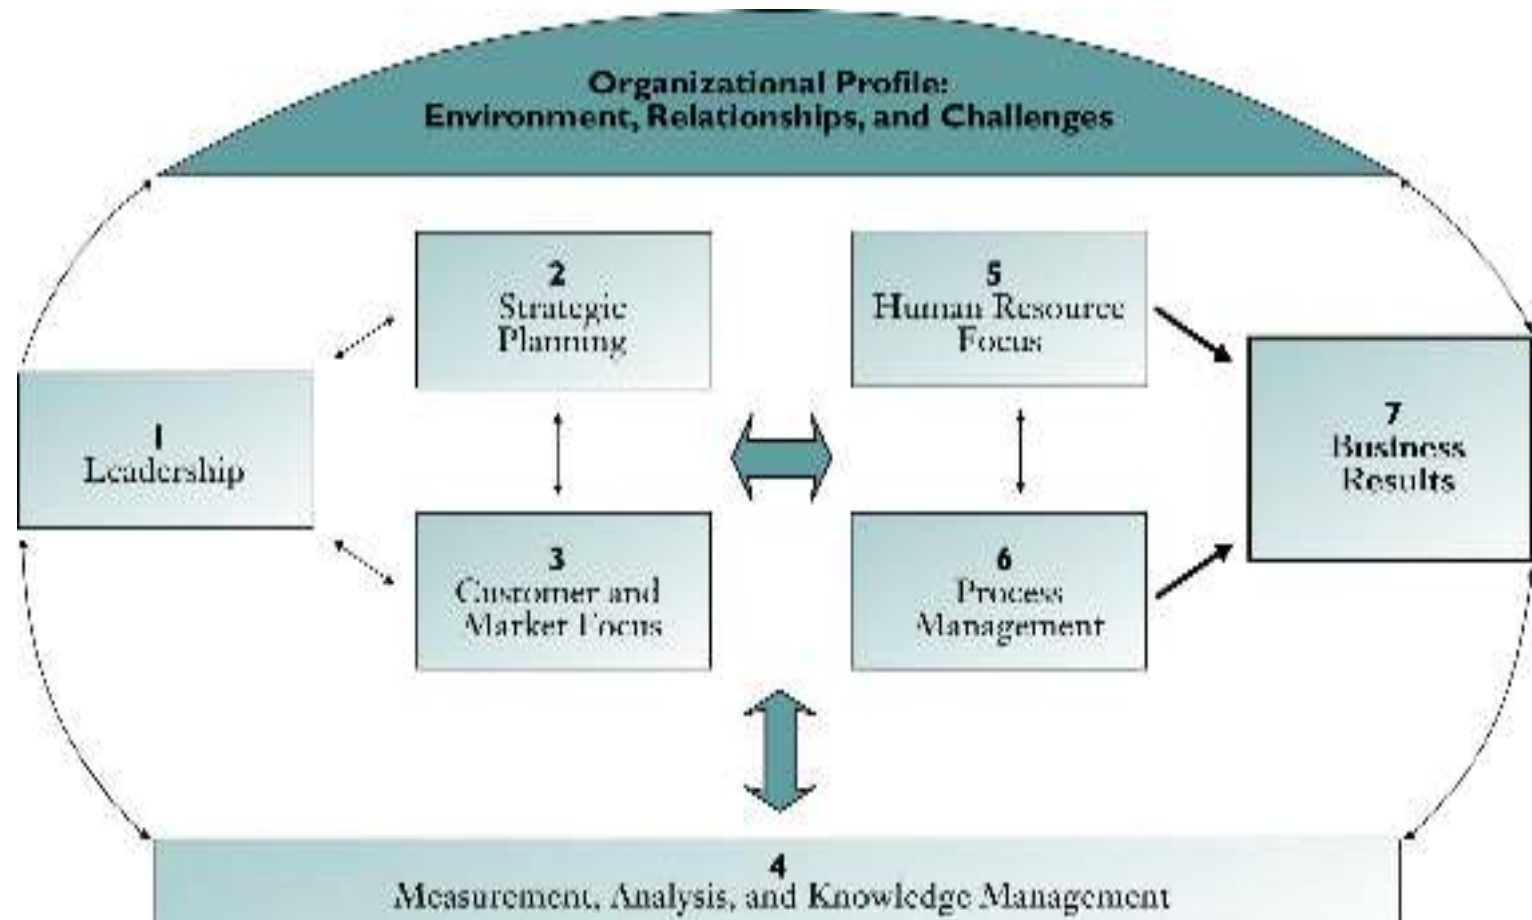 Organizational Profile:
Environment, Relationships, and Challenges
2
Strategic
Planning
5
Human Resource
Focus
1
Leadership
7
Business
Results
3
Customer and
Market Focus
6
Process
Management
4
Measurement, Analysis, and Knowledge Management